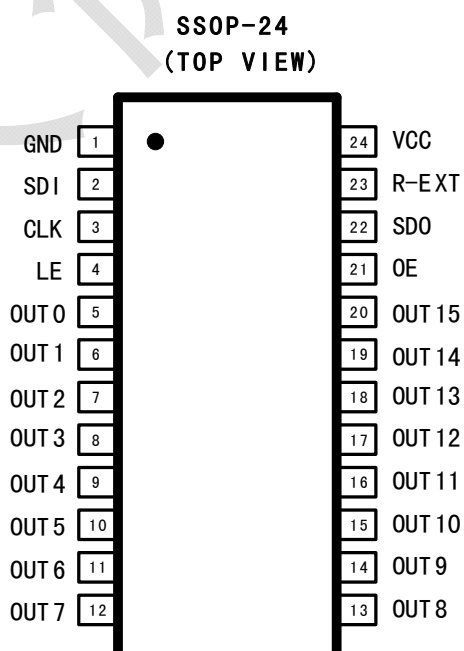 SSOP-24
(TOP VIEW)
GND 1 24 VCC
SDI 2 23 R-EXT
CLK 3 22 SDO
LE 4 21 OE
OUT0 5 20 OUT15
OUT1 6 19 OUT14
OUT2 7 18 OUT13
OUT3 8 17 OUT12
OUT4 9 16 OUT11
OUT5 10 15 OUT10
OUT6 11 14 OUT9
OUT7 12 13 OUT8